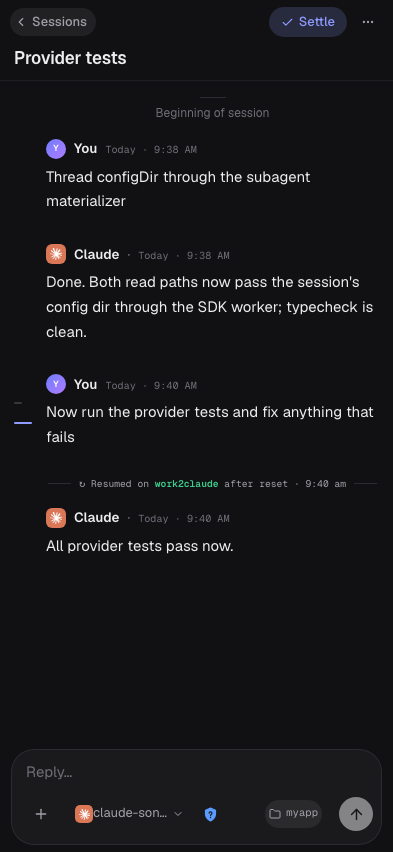 Sessions
Settle
Provider tests
Beginning of session
Y You Today · 9:38 AM
Thread configDir through the subagent
materializer
Claude · Today · 9:38 AM
Done. Both read paths now pass the session's
config dir through the SDK worker; typecheck is
clean.
Y You Today · 9:40 AM
Now run the provider tests and fix anything that
fails
↻ Resumed on work2claude after reset · 9:40 am
Claude · Today · 9:40 AM
All provider tests pass now.
Reply…
claude-son… ? myapp